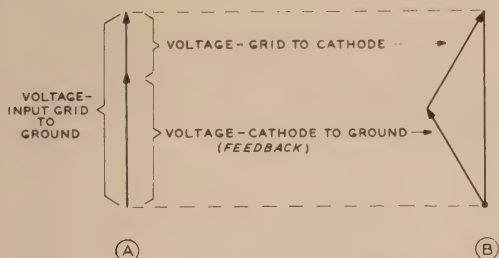 VOLTAGE-GRID TO CATHODE
VOLTAGE-
INPUT GRID
TO
GROUND
VOLTAGE-CATHODE TO GROUND
(FEEDBACK)
A
B